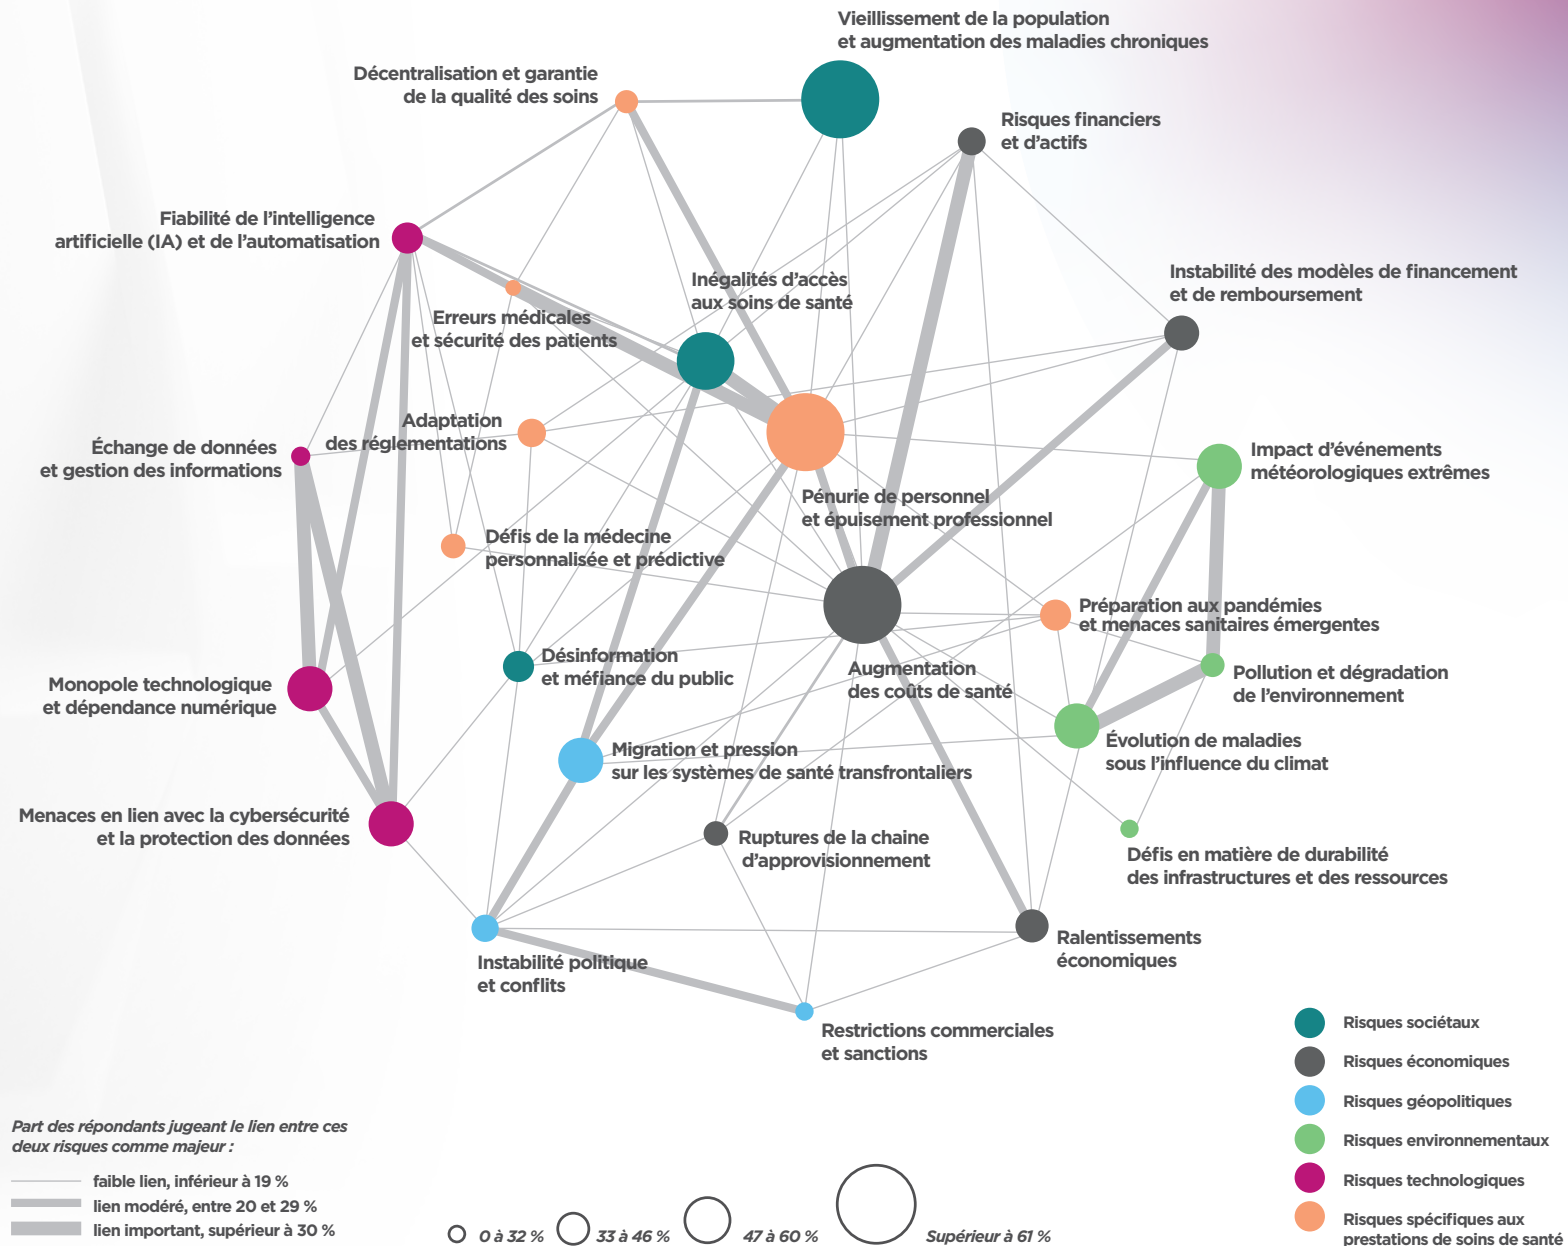 Vieillissement de la population
et augmentation des maladies chroniques
Décentralisation et garantie
de la qualité des soins
Risques financiers
et d’actifs
Fiabilité de l’intelligence
artificielle (IA) et de l’automatisation
Inégalités d’accès
aux soins de santé
Instabilité des modèles de financement
et de remboursement
Erreurs médicales
et sécurité des patients
Adaptation
des réglementations
Échange de données
et gestion des informations
Impact d’événements
météorologiques extrêmes
Pénurie de personnel
et épuisement professionnel
Défis de la médecine
personnalisée et prédictive
Préparation aux pandémies
et menaces sanitaires émergentes
Désinformation
et méfiance du public
Augmentation
des coûts de santé
Pollution et dégradation
de l’environnement
Monopole technologique
et dépendance numérique
Migration et pression
sur les systèmes de santé transfrontaliers
Évolution de maladies
sous l’influence du climat
Menaces en lien avec la cybersécurité
et la protection des données
Ruptures de la chaine
d’approvisionnement
Défis en matière de durabilité
des infrastructures et des ressources
Instabilité politique
et conflits
Ralentissements
économiques
Restrictions commerciales
et sanctions
Risques sociétaux
Risques économiques
Risques géopolitiques
Risques environnementaux
Risques technologiques
Risques spécifiques aux
prestations de soins de santé
Part des répondants jugeant le lien entre ces
deux risques comme majeur :
faible lien, inférieur à 19 %
lien modéré, entre 20 et 29 %
lien important, supérieur à 30 %
0 à 32 %
33 à 46 %
47 à 60 %
Supérieur à 61 %